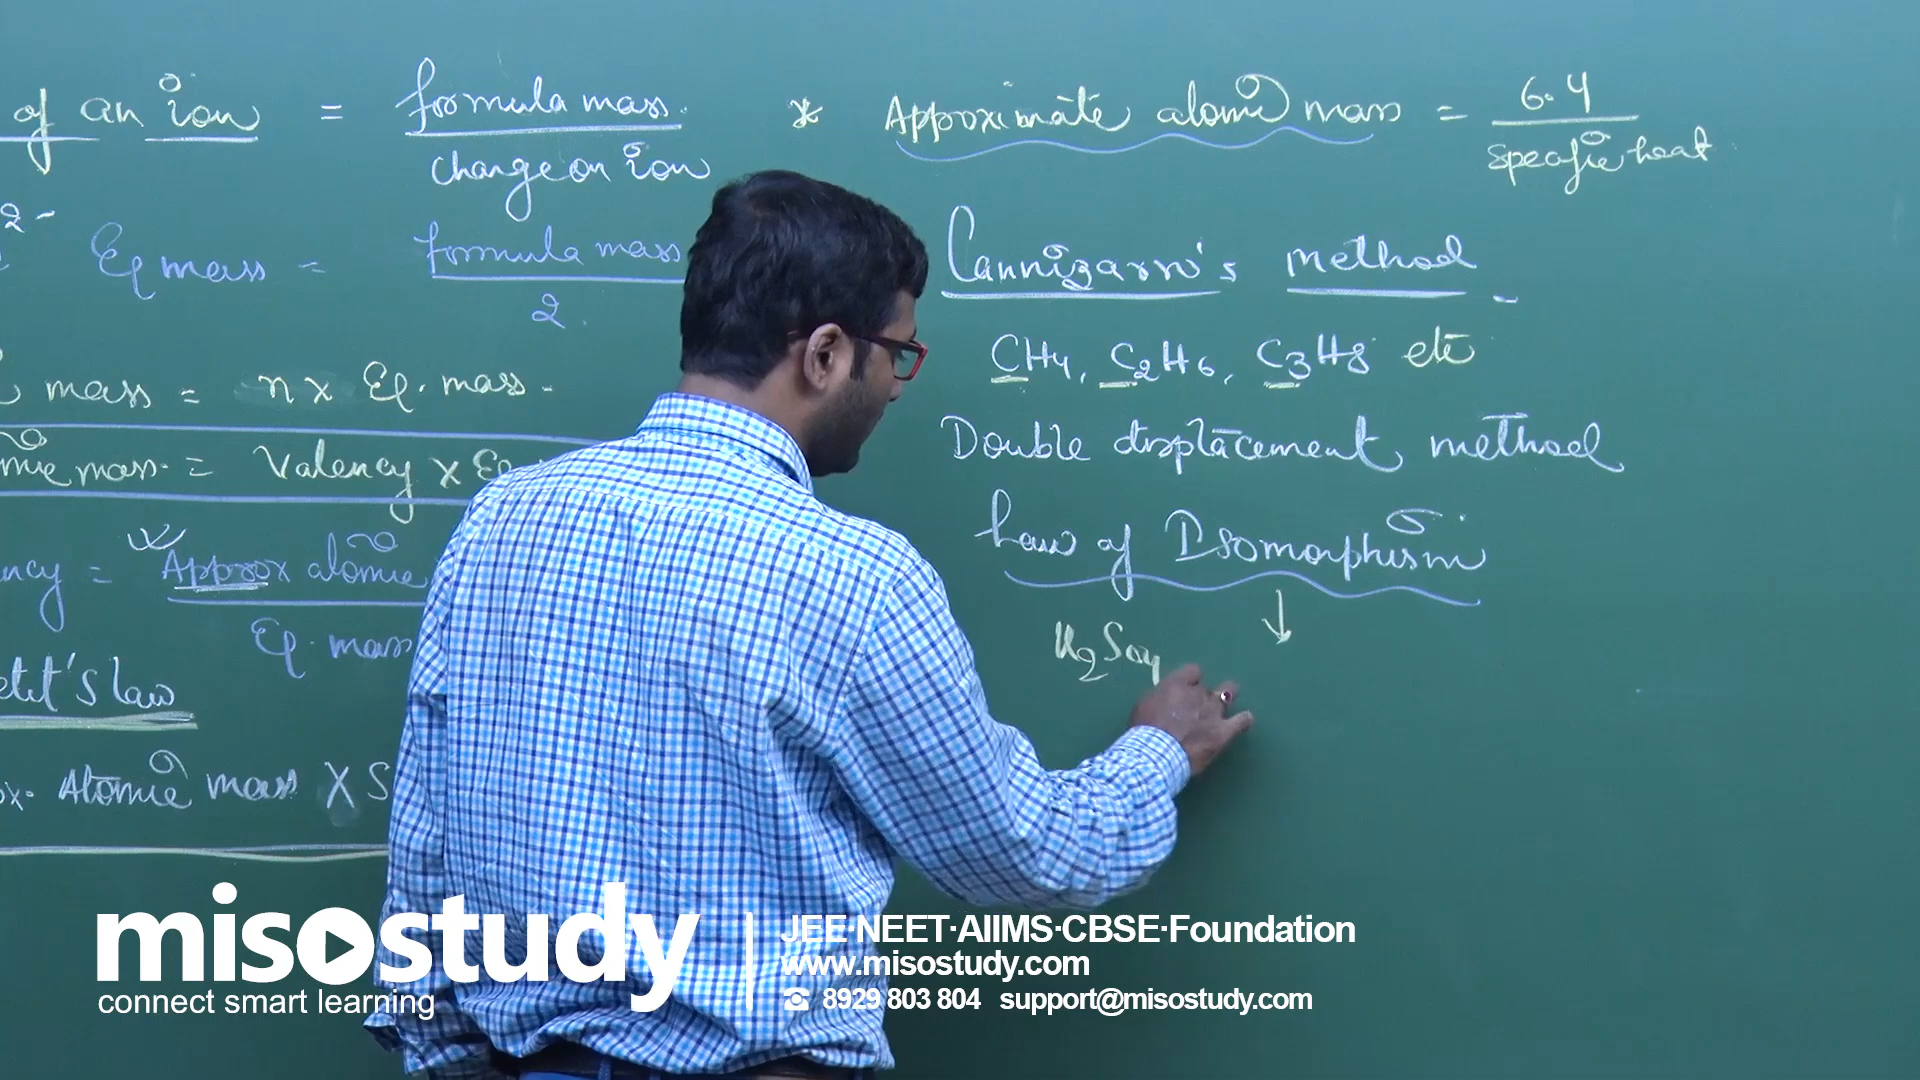 of an ion = formula mass. / charge on ion
2-
Eq mass = formula mass / 2.
mass = n x Eq. mass.
mass. = Valency x Eq
ncy = Approx atomic / Eq. mass
etit's law
ox. Atomic mass X S
* Approximate atomic mass = 6.4 / Specific heat
Cannizarro's method -
CH4, C2H6, C3H8 etc
Double displacement method
Law of Isomorphism
↓
K2SO4
misostudy
connect smart learning
JEE·NEET·AIIMS·CBSE·Foundation
www.misostudy.com
☎ 8929 803 804 support@misostudy.com